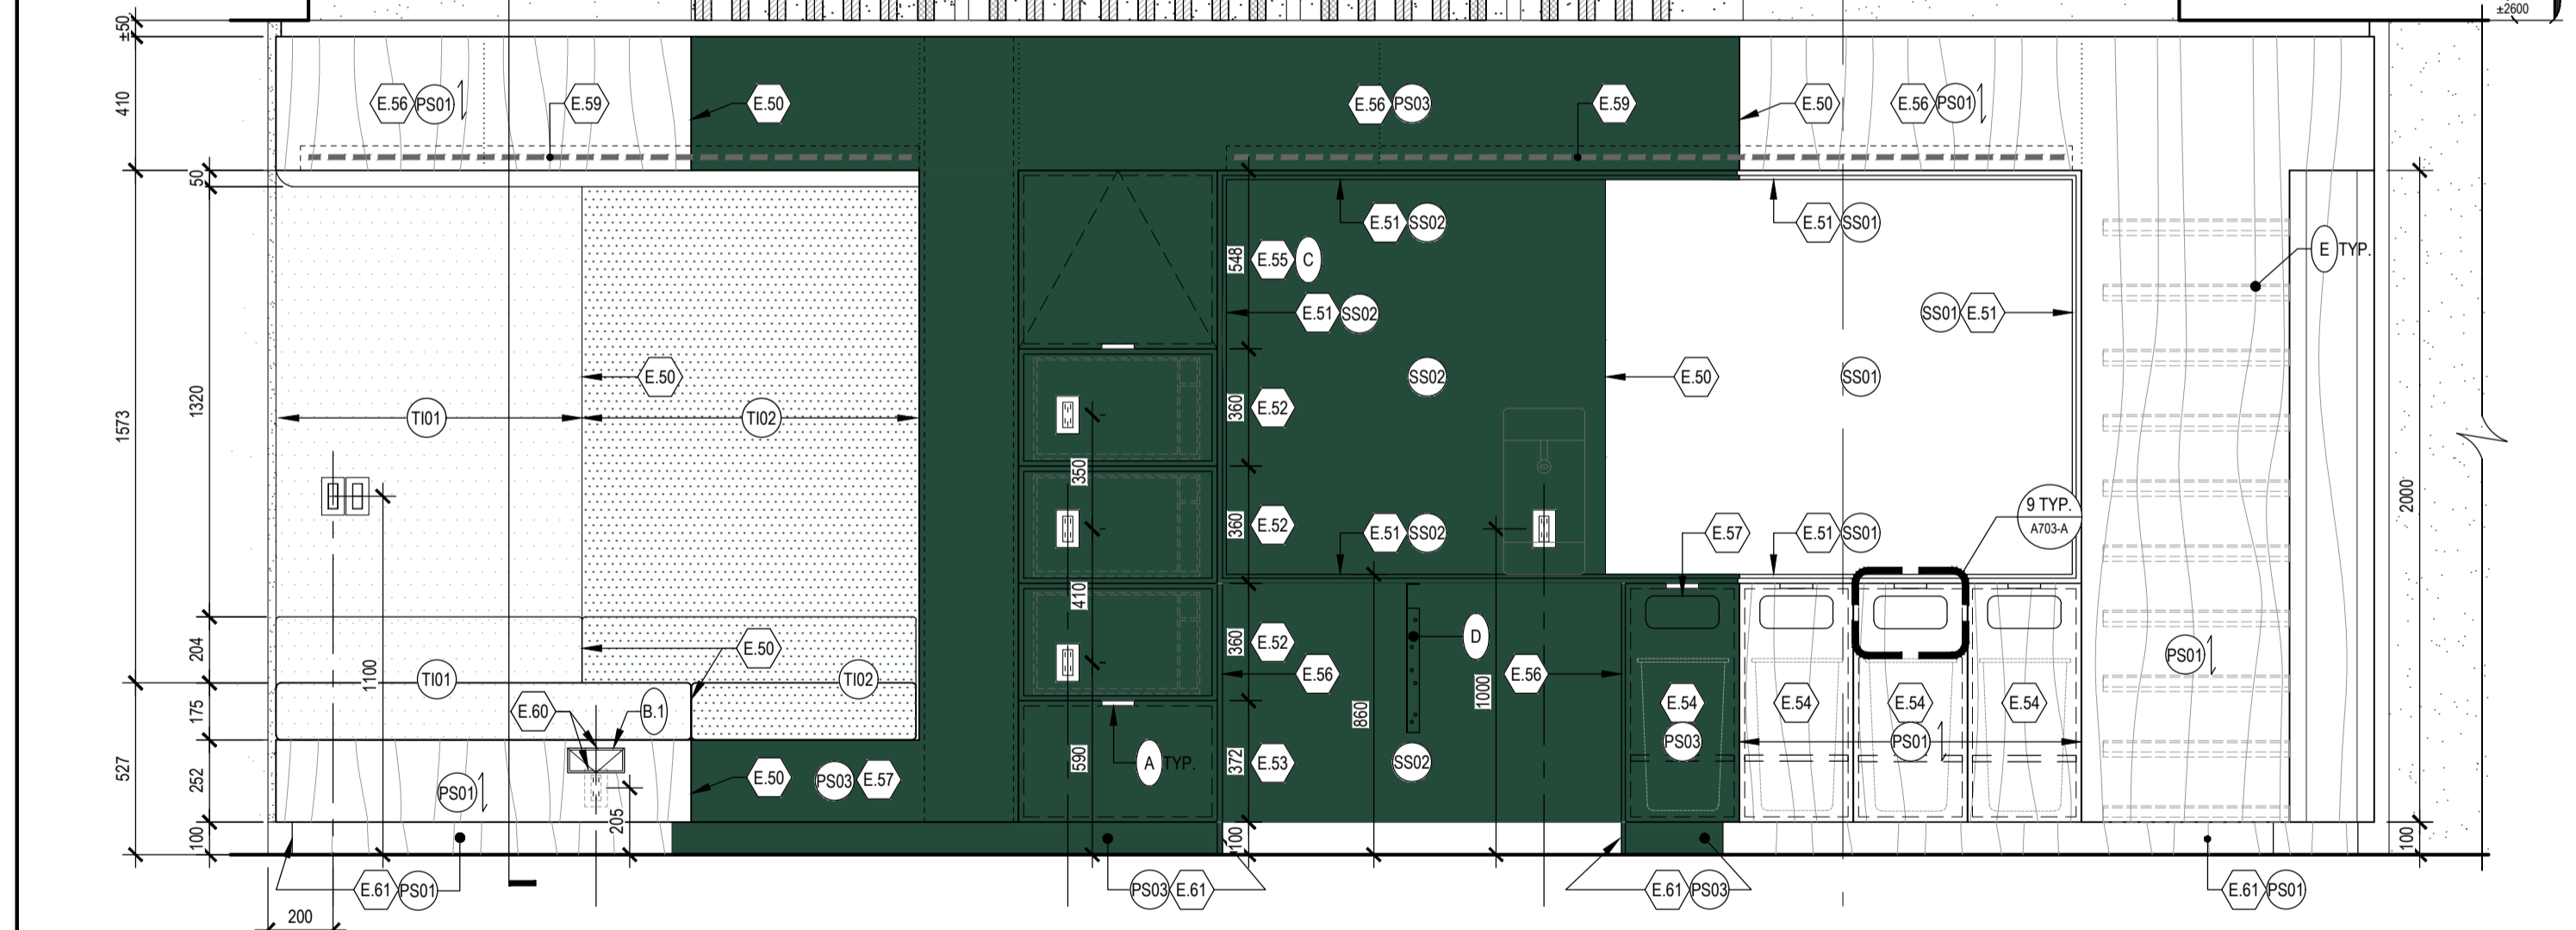 ±50
±2600
410
E.56 PS01
E.59
E.50
E.56 PS03
E.59
E.50
E.56 PS01
50
1573
1320
E.51 SS02
E.51 SS01
548
E.55 C
E TYP.
E.51 SS02
SS01 E.51
E.50
SS02
E.50
SS01
TI01
TI02
360
E.52
350
2000
9 TYP.
A703-A
360
E.52
E.51 SS02
E.57
E.51 SS01
410
204
1100
E.50
360
E.52
D
PS01
TI01
TI02
E.56
E.56
175
E.60
B.1
860
1000
E.54
E.54
E.54
E.54
PS03
PS01
527
262
PS01
E.50
PS03 E.57
590
A TYP.
372
E.53
SS02
205
100
100
100
E.61 PS01
PS03 E.61
E.61 PS03
E.61 PS01
200